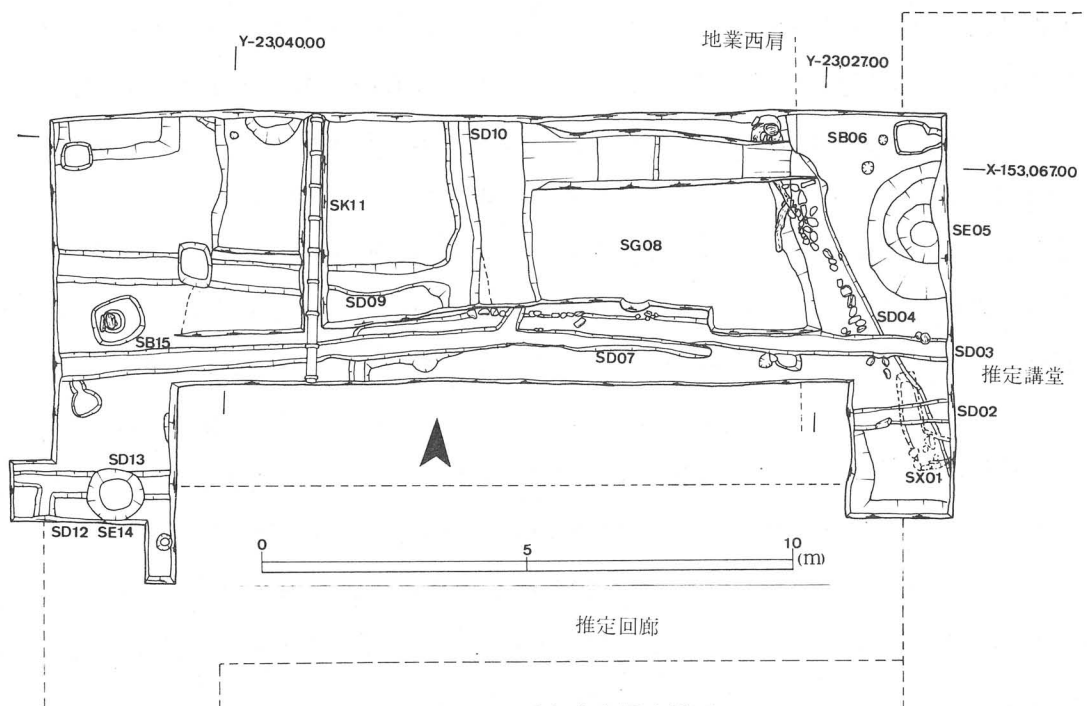 地業西肩
Y-23,040.00
Y-23,027.00
SD10
SB06
X-153,067.00
SK11
SE05
SG08
SD09
SD04
SB15
SD07
SD03
推定講堂
SD02
SD13
SX01
SD12 SE14
0 5 10 (m)
推定回廊